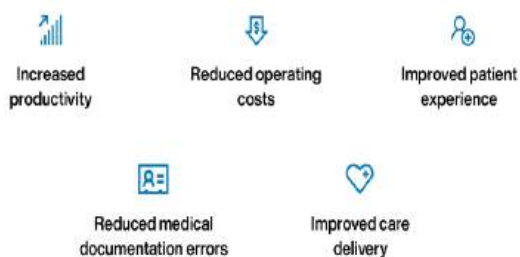 Increased
productivity
Reduced operating
costs
Improved patient
experience
Reduced medical
documentation errors
Improved care
delivery